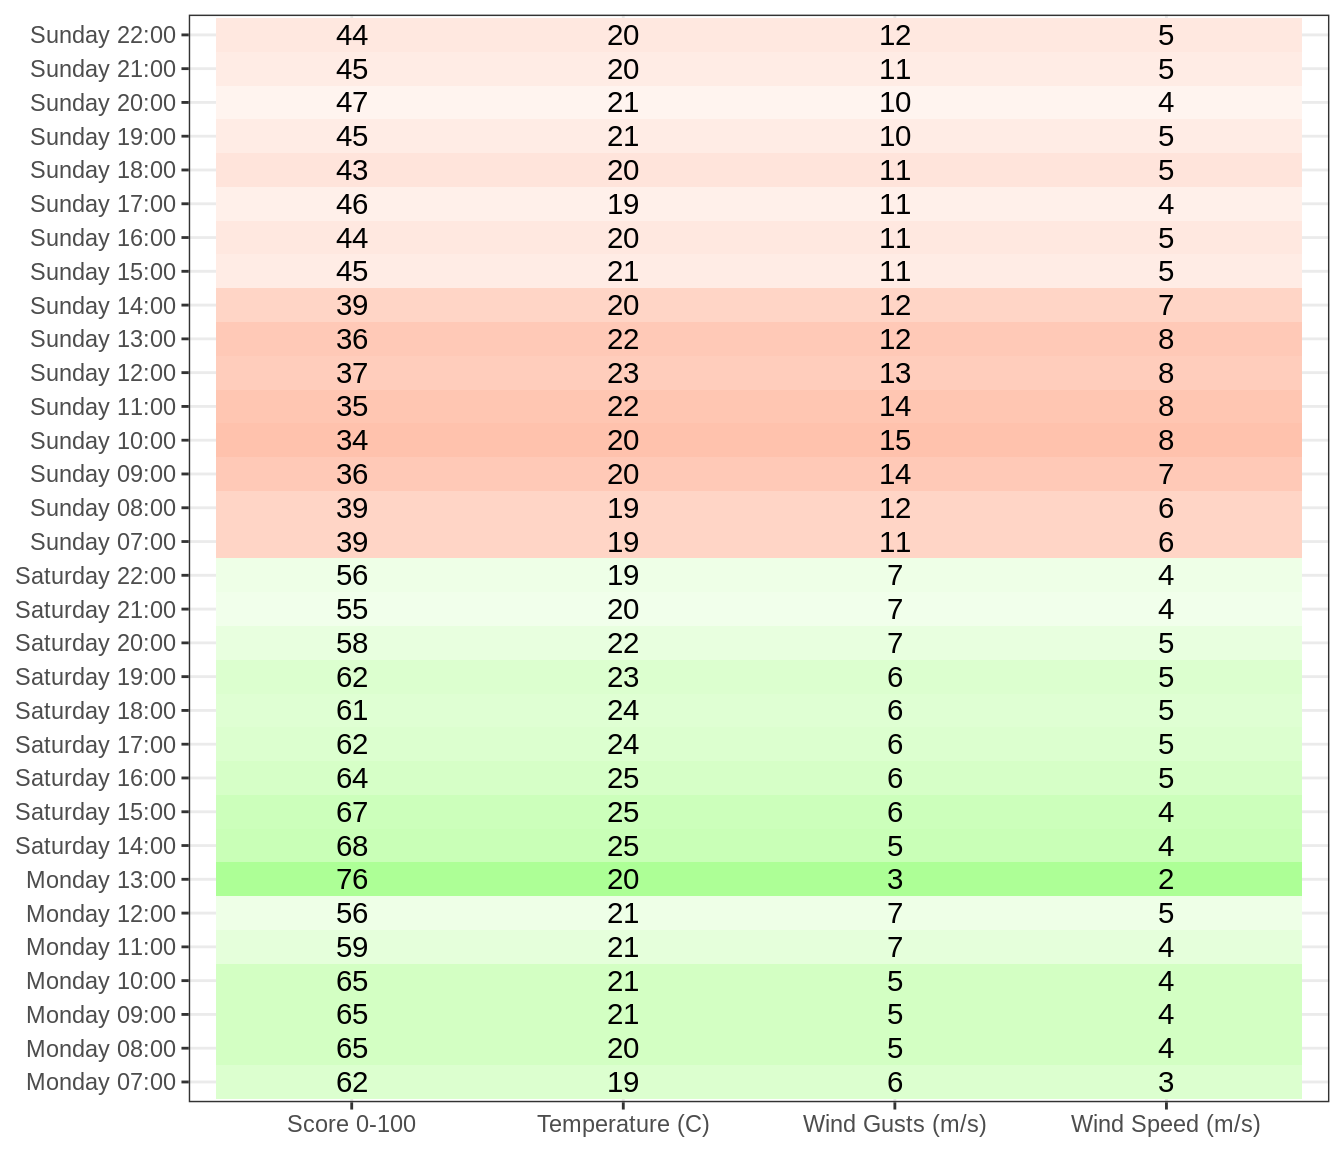 Sunday 22:00 44 20 12 5
Sunday 21:00 45 20 11 5
Sunday 20:00 47 21 10 4
Sunday 19:00 45 21 10 5
Sunday 18:00 43 20 11 5
Sunday 17:00 46 19 11 4
Sunday 16:00 44 20 11 5
Sunday 15:00 45 21 11 5
Sunday 14:00 39 20 12 7
Sunday 13:00 36 22 12 8
Sunday 12:00 37 23 13 8
Sunday 11:00 35 22 14 8
Sunday 10:00 34 20 15 8
Sunday 09:00 36 20 14 7
Sunday 08:00 39 19 12 6
Sunday 07:00 39 19 11 6
Saturday 22:00 56 19 7 4
Saturday 21:00 55 20 7 4
Saturday 20:00 58 22 7 5
Saturday 19:00 62 23 6 5
Saturday 18:00 61 24 6 5
Saturday 17:00 62 24 6 5
Saturday 16:00 64 25 6 5
Saturday 15:00 67 25 6 4
Saturday 14:00 68 25 5 4
Monday 13:00 76 20 3 2
Monday 12:00 56 21 7 5
Monday 11:00 59 21 7 4
Monday 10:00 65 21 5 4
Monday 09:00 65 21 5 4
Monday 08:00 65 20 5 4
Monday 07:00 62 19 6 3
Score 0-100 Temperature (C) Wind Gusts (m/s) Wind Speed (m/s)